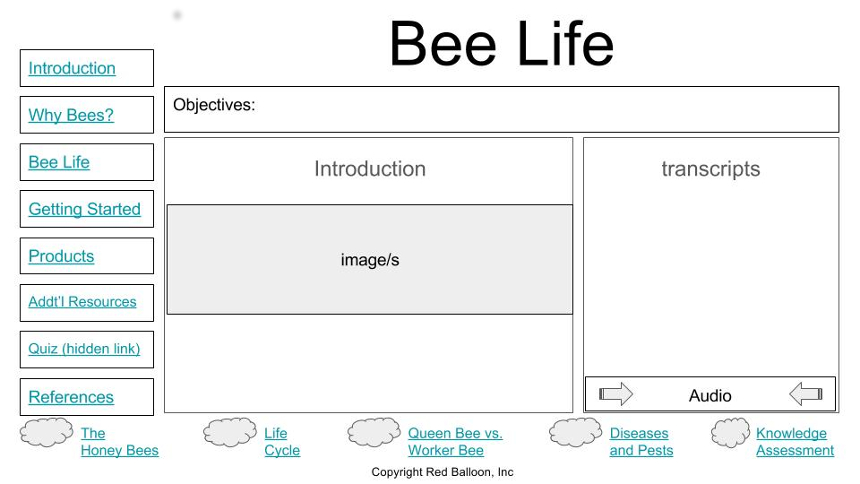 Bee Life
Introduction
Why Bees?
Bee Life
Getting Started
Products
Addt'l Resources
Quiz (hidden link)
References
Objectives:
Introduction
image/s
transcripts
Audio
The
Honey Bees
Life
Cycle
Queen Bee vs.
Worker Bee
Diseases
and Pests
Knowledge
Assessment
Copyright Red Balloon, Inc